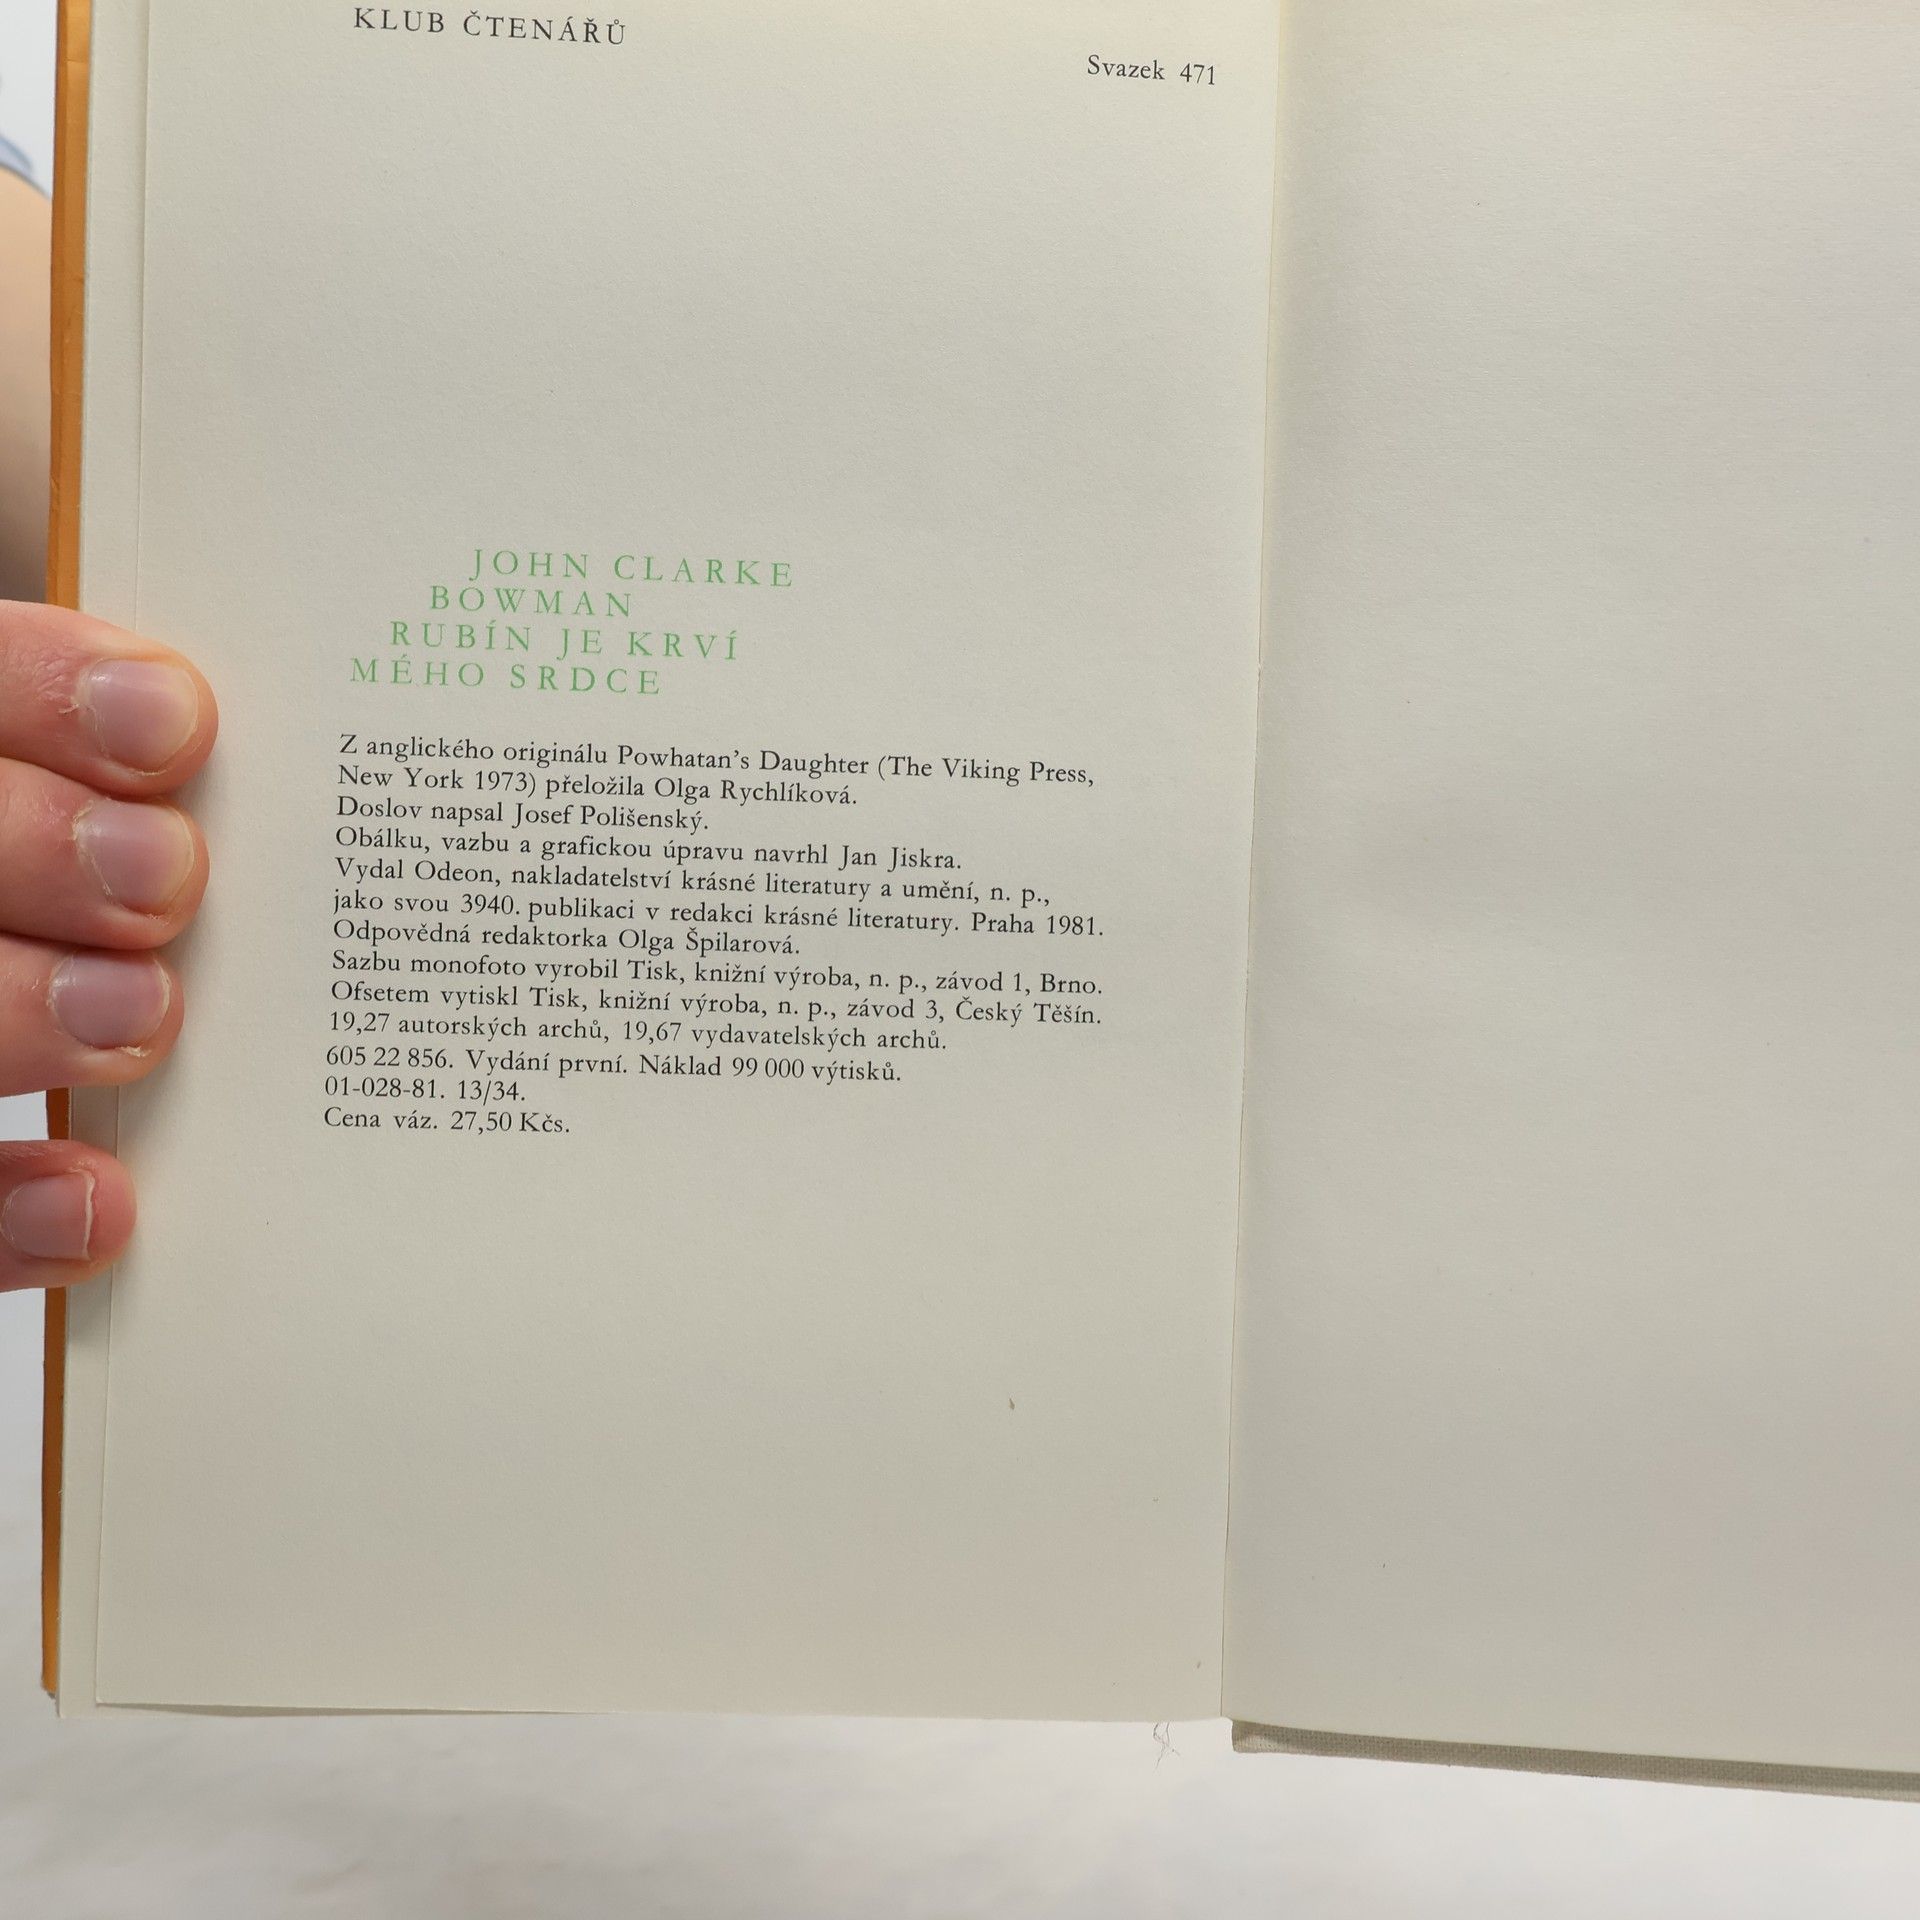 KLUB ČTENÁŘŮ
Svazek 471
JOHN CLARKE
BOWMAN
RUBÍN JE KRVÍ
MÉHO SRDCE
Z anglického originálu Powhatan’s Daughter (The Viking Press,
New York 1973) přeložila Olga Rychlíková.
Doslov napsal Josef Polišenský.
Obálku, vazbu a grafickou úpravu navrhl Jan Jiskra.
Vydal Odeon, nakladatelství krásné literatury a umění, n. p.,
jako svou 3940. publikaci v redakci krásné literatury. Praha 1981.
Odpovědná redaktorka Olga Špilarová.
Sazbu monofoto vyrobil Tisk, knižní výroba, n. p., závod 1, Brno.
Ofsetem vytiskl Tisk, knižní výroba, n. p., závod 3, Český Těšín.
19,27 autorských archů, 19,67 vydavatelských archů.
605 22 856. Vydání první. Náklad 99 000 výtisků.
01-028-81. 13/34.
Cena váz. 27,50 Kčs.